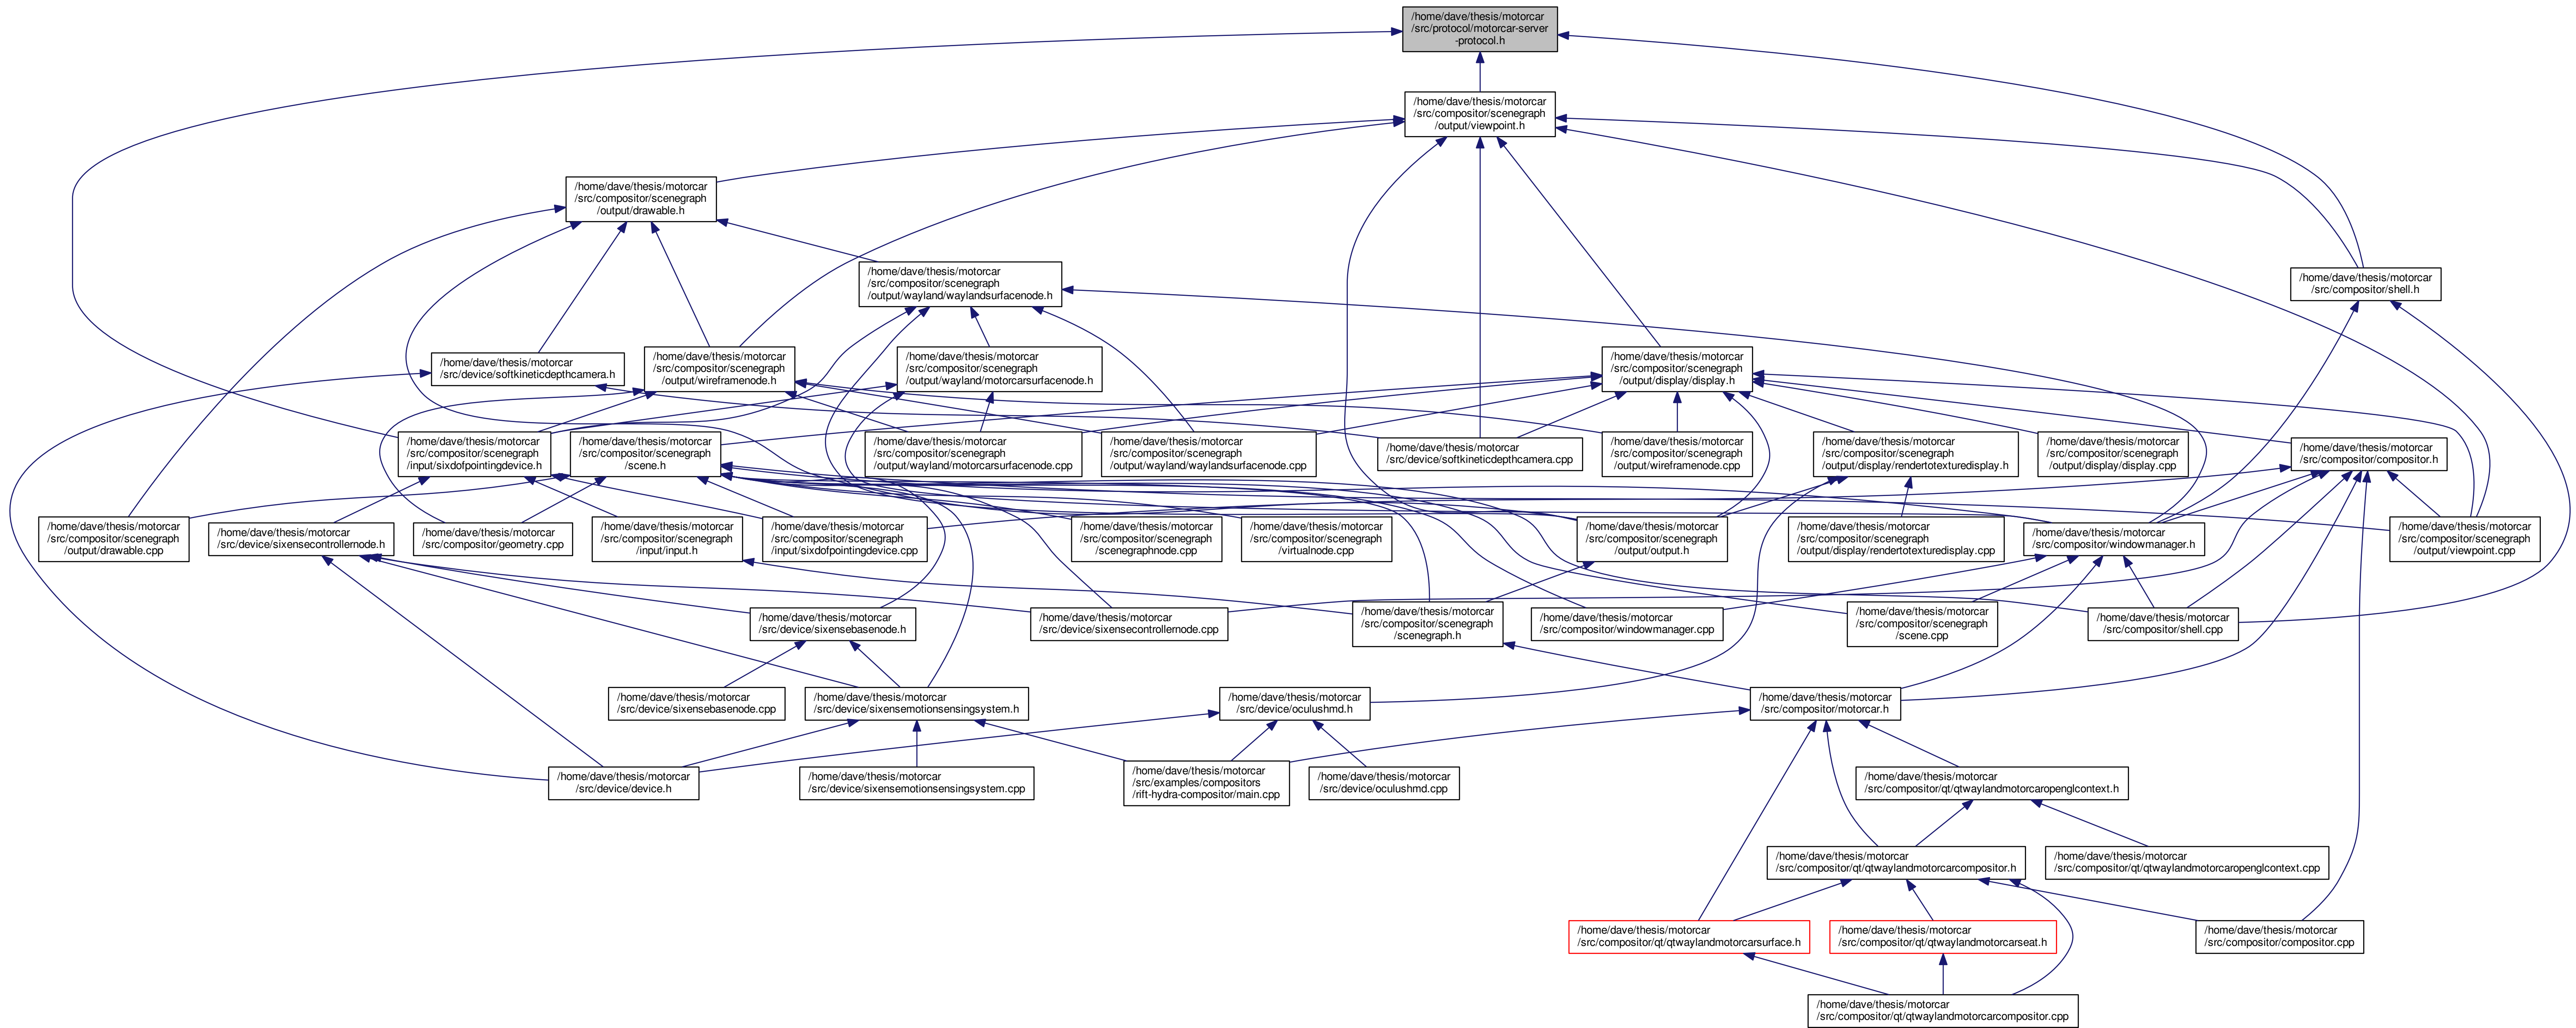 /home/dave/thesis/motorcar
/src/protocol/motorcar-server
-protocol.h
/home/dave/thesis/motorcar
/src/compositor/scenegraph
/output/viewpoint.h
/home/dave/thesis/motorcar
/src/compositor/scenegraph
/output/drawable.h
/home/dave/thesis/motorcar
/src/compositor/scenegraph
/output/wayland/waylandsurfacenode.h
/home/dave/thesis/motorcar
/src/compositor/shell.h
/home/dave/thesis/motorcar
/src/device/softkineticdepthcamera.h
/home/dave/thesis/motorcar
/src/compositor/scenegraph
/output/wireframenode.h
/home/dave/thesis/motorcar
/src/compositor/scenegraph
/output/wayland/motorcarsurfacenode.h
/home/dave/thesis/motorcar
/src/compositor/scenegraph
/output/display/display.h
/home/dave/thesis/motorcar
/src/compositor/scenegraph
/input/sixdofpointingdevice.h
/home/dave/thesis/motorcar
/src/compositor/scenegraph
/scene.h
/home/dave/thesis/motorcar
/src/compositor/scenegraph
/output/wayland/motorcarsurfacenode.cpp
/home/dave/thesis/motorcar
/src/compositor/scenegraph
/output/wayland/waylandsurfacenode.cpp
/home/dave/thesis/motorcar
/src/device/softkineticdepthcamera.cpp
/home/dave/thesis/motorcar
/src/compositor/scenegraph
/output/wireframenode.cpp
/home/dave/thesis/motorcar
/src/compositor/scenegraph
/output/display/rendertotexturedisplay.h
/home/dave/thesis/motorcar
/src/compositor/scenegraph
/output/display/display.cpp
/home/dave/thesis/motorcar
/src/compositor/compositor.h
/home/dave/thesis/motorcar
/src/compositor/scenegraph
/output/drawable.cpp
/home/dave/thesis/motorcar
/src/device/sixensecontrollernode.h
/home/dave/thesis/motorcar
/src/compositor/geometry.cpp
/home/dave/thesis/motorcar
/src/compositor/scenegraph
/input/input.h
/home/dave/thesis/motorcar
/src/compositor/scenegraph
/input/sixdofpointingdevice.cpp
/home/dave/thesis/motorcar
/src/compositor/scenegraph
/scenegraphnode.cpp
/home/dave/thesis/motorcar
/src/compositor/scenegraph
/virtualnode.cpp
/home/dave/thesis/motorcar
/src/compositor/scenegraph
/output/output.h
/home/dave/thesis/motorcar
/src/compositor/scenegraph
/output/display/rendertotexturedisplay.cpp
/home/dave/thesis/motorcar
/src/compositor/windowmanager.h
/home/dave/thesis/motorcar
/src/compositor/scenegraph
/output/viewpoint.cpp
/home/dave/thesis/motorcar
/src/device/sixensebasenode.h
/home/dave/thesis/motorcar
/src/device/sixensecontrollernode.cpp
/home/dave/thesis/motorcar
/src/compositor/scenegraph
/scenegraph.h
/home/dave/thesis/motorcar
/src/compositor/windowmanager.cpp
/home/dave/thesis/motorcar
/src/compositor/scenegraph
/scene.cpp
/home/dave/thesis/motorcar
/src/compositor/shell.cpp
/home/dave/thesis/motorcar
/src/device/sixensebasenode.cpp
/home/dave/thesis/motorcar
/src/device/sixensemotionsensingsystem.h
/home/dave/thesis/motorcar
/src/device/oculushmd.h
/home/dave/thesis/motorcar
/src/compositor/motorcar.h
/home/dave/thesis/motorcar
/src/device/device.h
/home/dave/thesis/motorcar
/src/device/sixensemotionsensingsystem.cpp
/home/dave/thesis/motorcar
/src/examples/compositors
/rift-hydra-compositor/main.cpp
/home/dave/thesis/motorcar
/src/device/oculushmd.cpp
/home/dave/thesis/motorcar
/src/compositor/qt/qtwaylandmotorcaropenglcontext.h
/home/dave/thesis/motorcar
/src/compositor/qt/qtwaylandmotorcarcompositor.h
/home/dave/thesis/motorcar
/src/compositor/qt/qtwaylandmotorcaropenglcontext.cpp
/home/dave/thesis/motorcar
/src/compositor/qt/qtwaylandmotorcarsurface.h
/home/dave/thesis/motorcar
/src/compositor/qt/qtwaylandmotorcarseat.h
/home/dave/thesis/motorcar
/src/compositor/compositor.cpp
/home/dave/thesis/motorcar
/src/compositor/qt/qtwaylandmotorcarcompositor.cpp